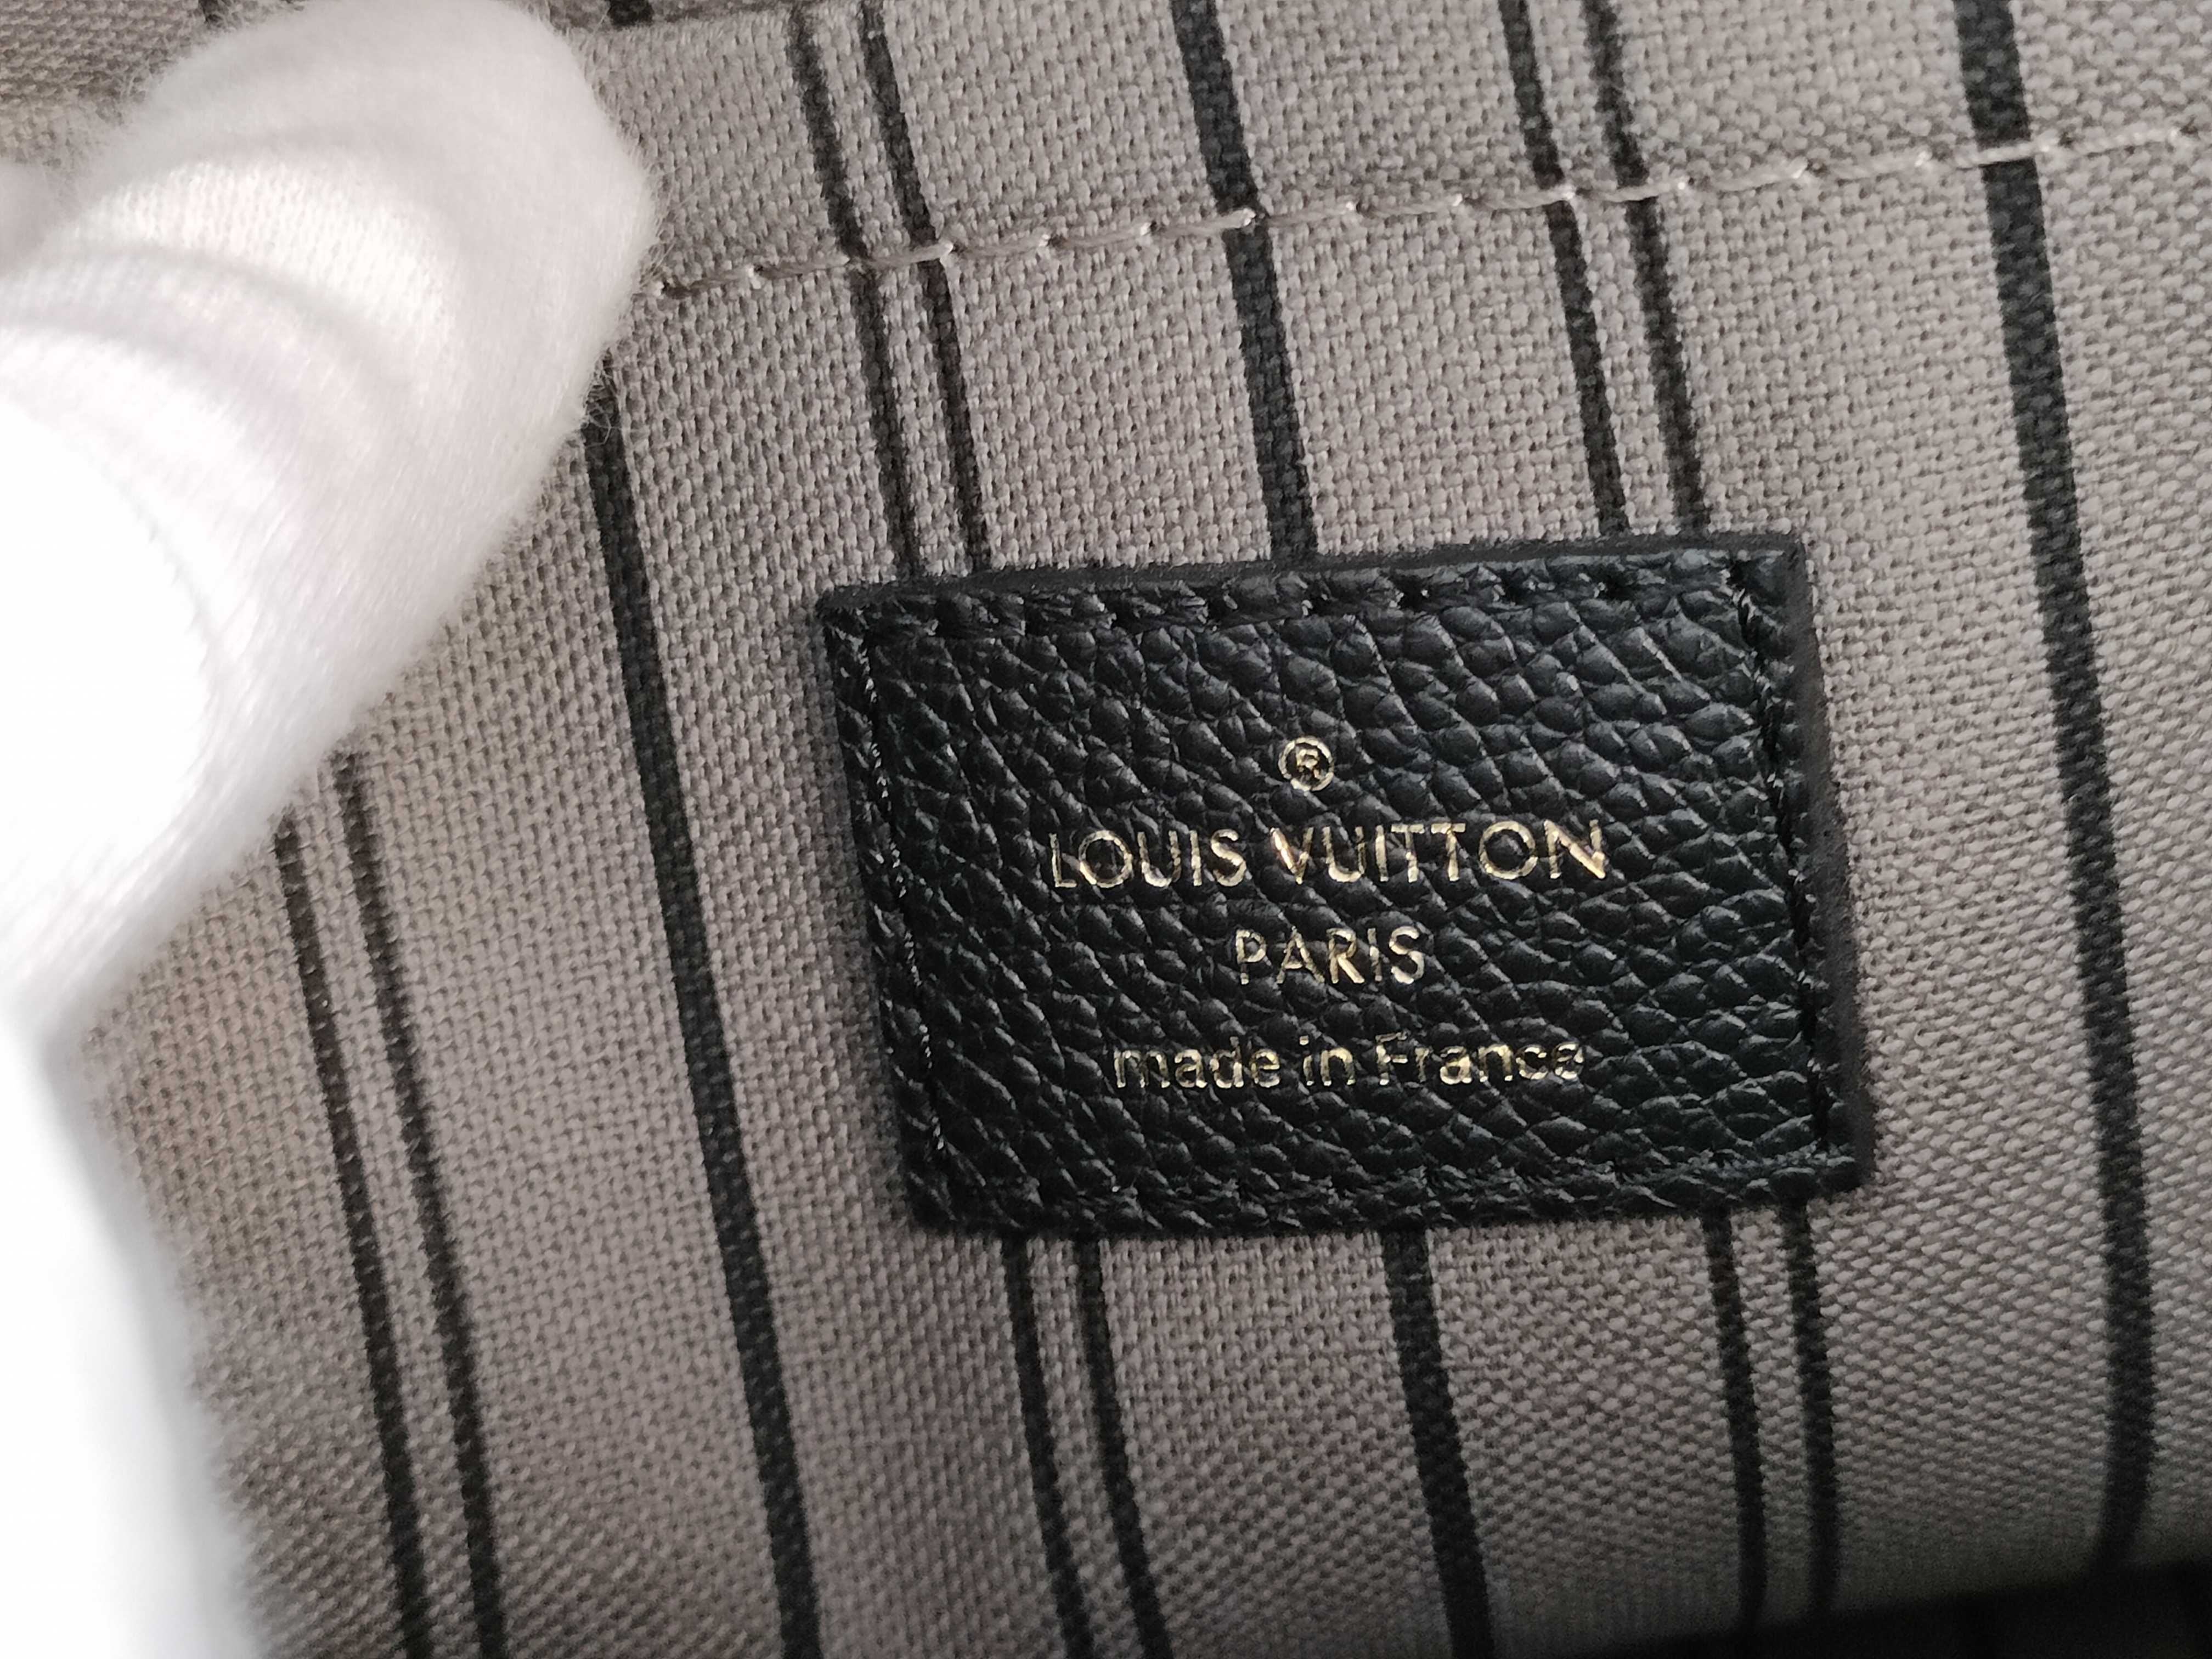 ®
LOUIS VUITTON
PARIS
made in France